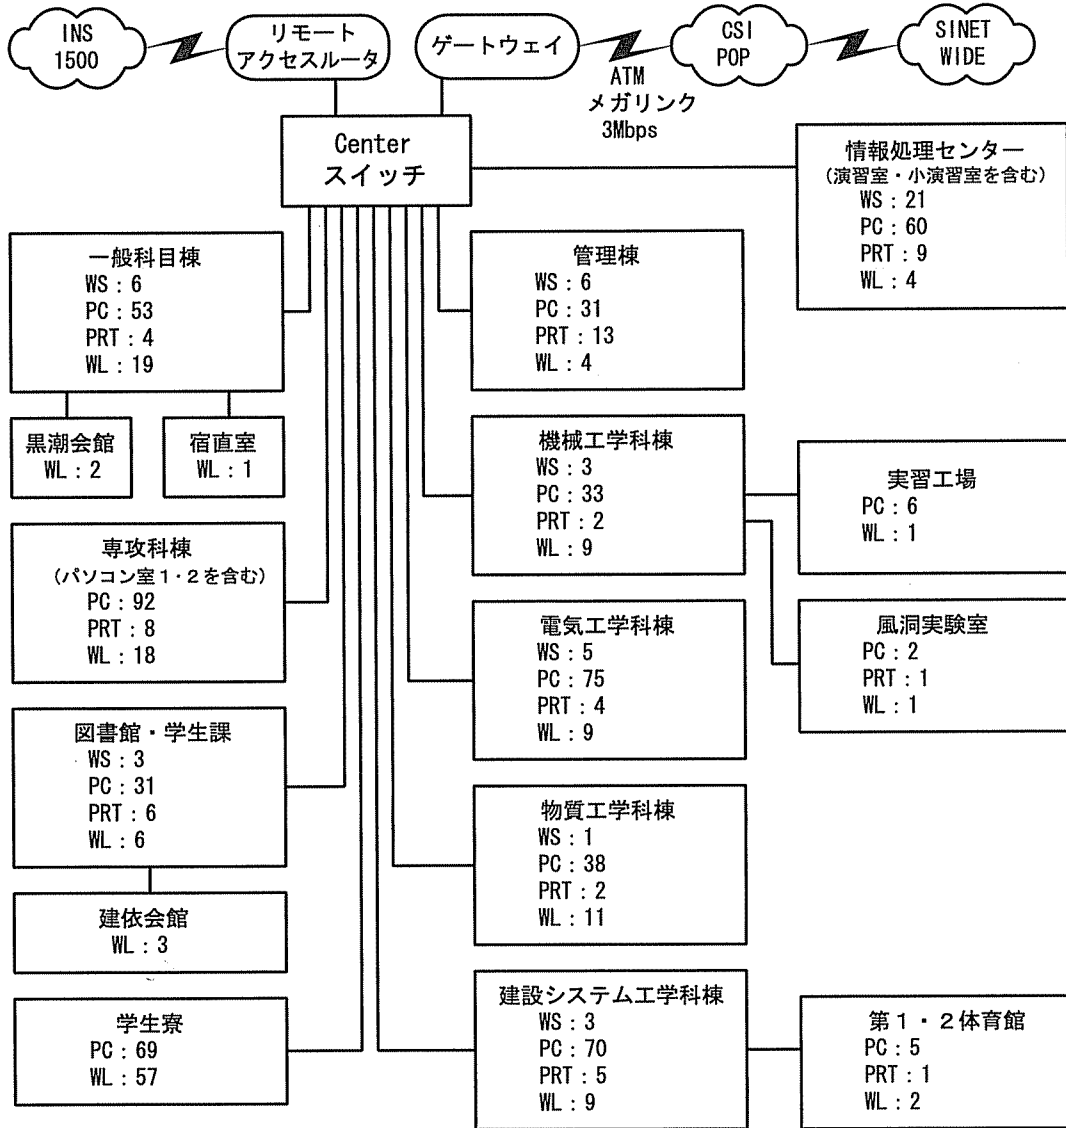 INS
1500
リモート
アクセスルータ
ゲートウェイ
CSI
POP
SINET
WIDE
ATM
メガリンク
3Mbps
Center
スイッチ
情報処理センター
(演習室・小演習室を含む)
WS：21
PC：60
PRT：9
WL：4
一般科目棟
WS：6
PC：53
PRT：4
WL：19
黒潮会館
WL：2
宿直室
WL：1
専攻科棟
(パソコン室1・2を含む)
PC：92
PRT：8
WL：18
図書館・学生課
WS：3
PC：31
PRT：6
WL：6
建依会館
WL：3
学生寮
PC：69
WL：57
管理棟
WS：6
PC：31
PRT：13
WL：4
機械工学科棟
WS：3
PC：33
PRT：2
WL：9
実習工場
PC：6
WL：1
風洞実験室
PC：2
PRT：1
WL：1
電気工学科棟
WS：5
PC：75
PRT：4
WL：9
物質工学科棟
WS：1
PC：38
PRT：2
WL：11
建設システム工学科棟
WS：3
PC：70
PRT：5
WL：9
第１・２体育館
PC：5
PRT：1
WL：2